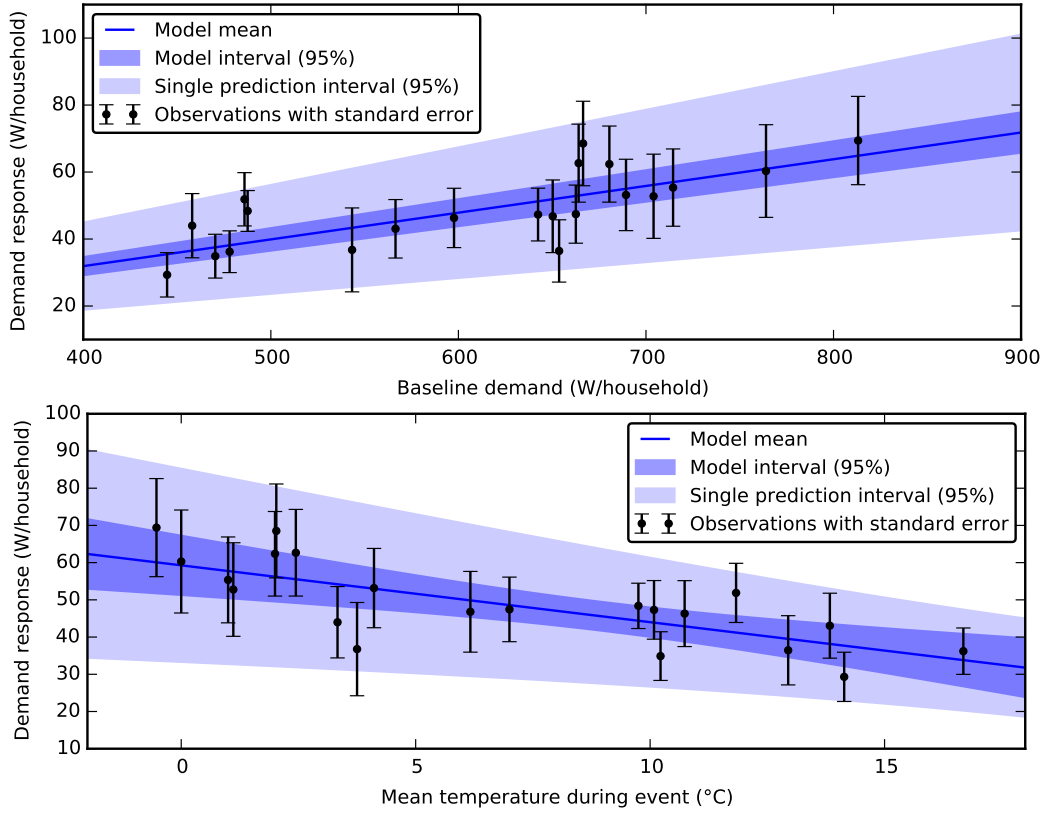 Demand response (W/household)
100
80
60
40
20
Model mean
Model interval (95%)
Single prediction interval (95%)
Observations with standard error
400 500 600 700 800 900
Baseline demand (W/household)
Demand response (W/household)
100
90
80
70
60
50
40
30
20
10
Model mean
Model interval (95%)
Single prediction interval (95%)
Observations with standard error
0 5 10 15
Mean temperature during event (°C)